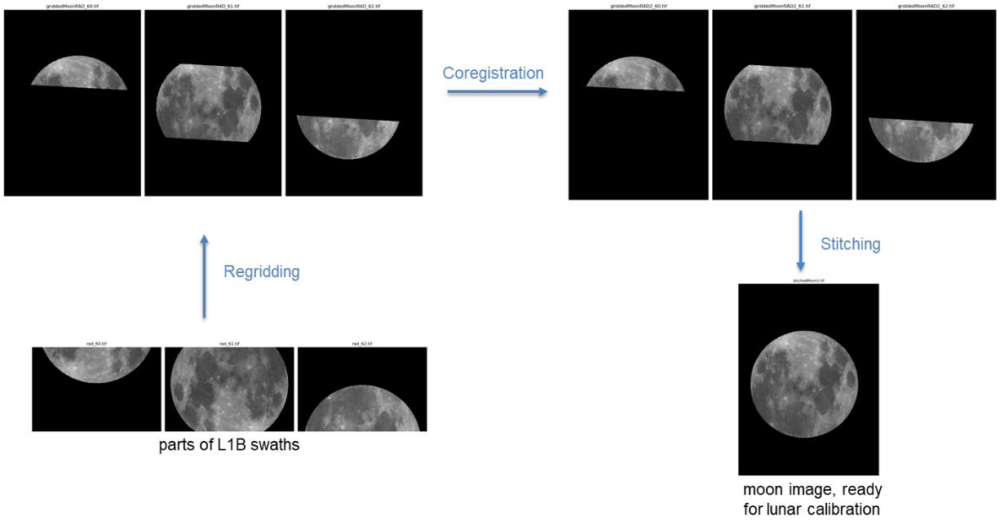 griddedMoonRAD_60.tif
griddedMoonRAD_61.tif
griddedMoonRAD_62.tif
griddedMoonRAD2_60.tif
griddedMoonRAD2_61.tif
griddedMoonRAD2_62.tif
Coregistration
Regridding
Stitching
stichedMoon2.tif
rad_60.tif
rad_61.tif
rad_62.tif
parts of L1B swaths
moon image, ready
for lunar calibration